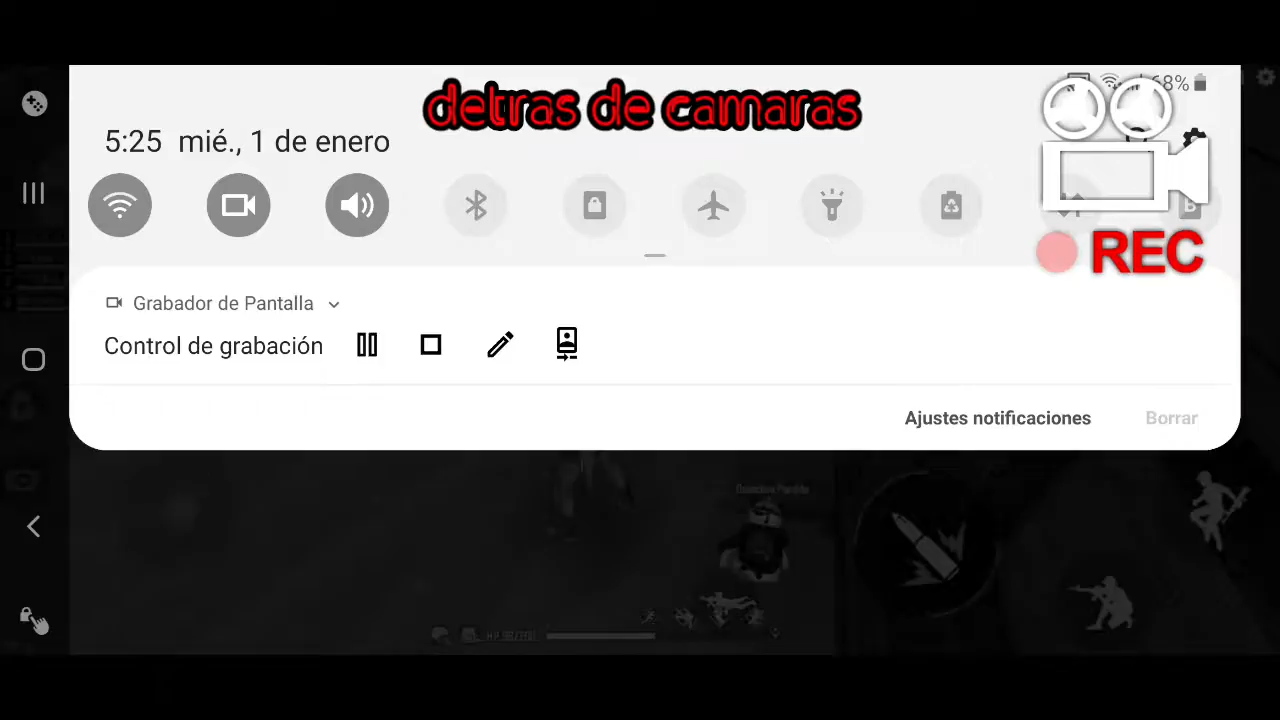 detras de camaras
68%
5:25 mié., 1 de enero
REC
Grabador de Pantalla
Control de grabación
Ajustes notificaciones
Borrar